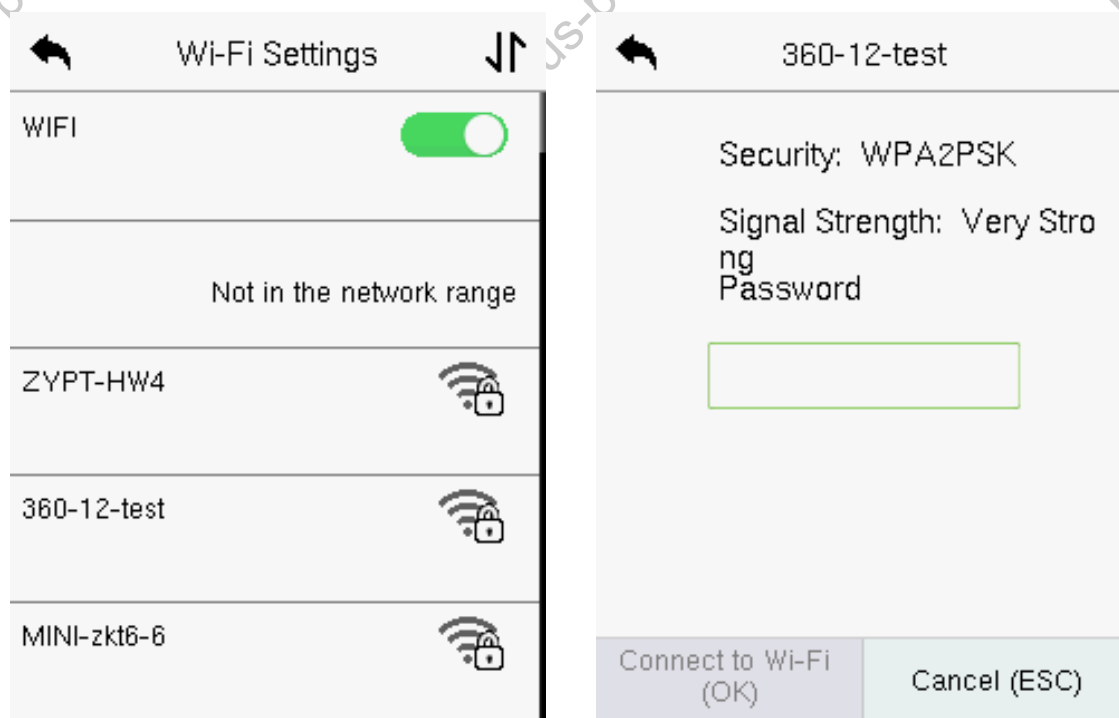 Wi-Fi Settings
WIFI
Not in the network range
ZYPT-HW4
360-12-test
MINI-zkt6-6
360-12-test
Security: WPA2PSK
Signal Strength: Very Stro
ng
Password
Connect to Wi-Fi
(OK)
Cancel (ESC)